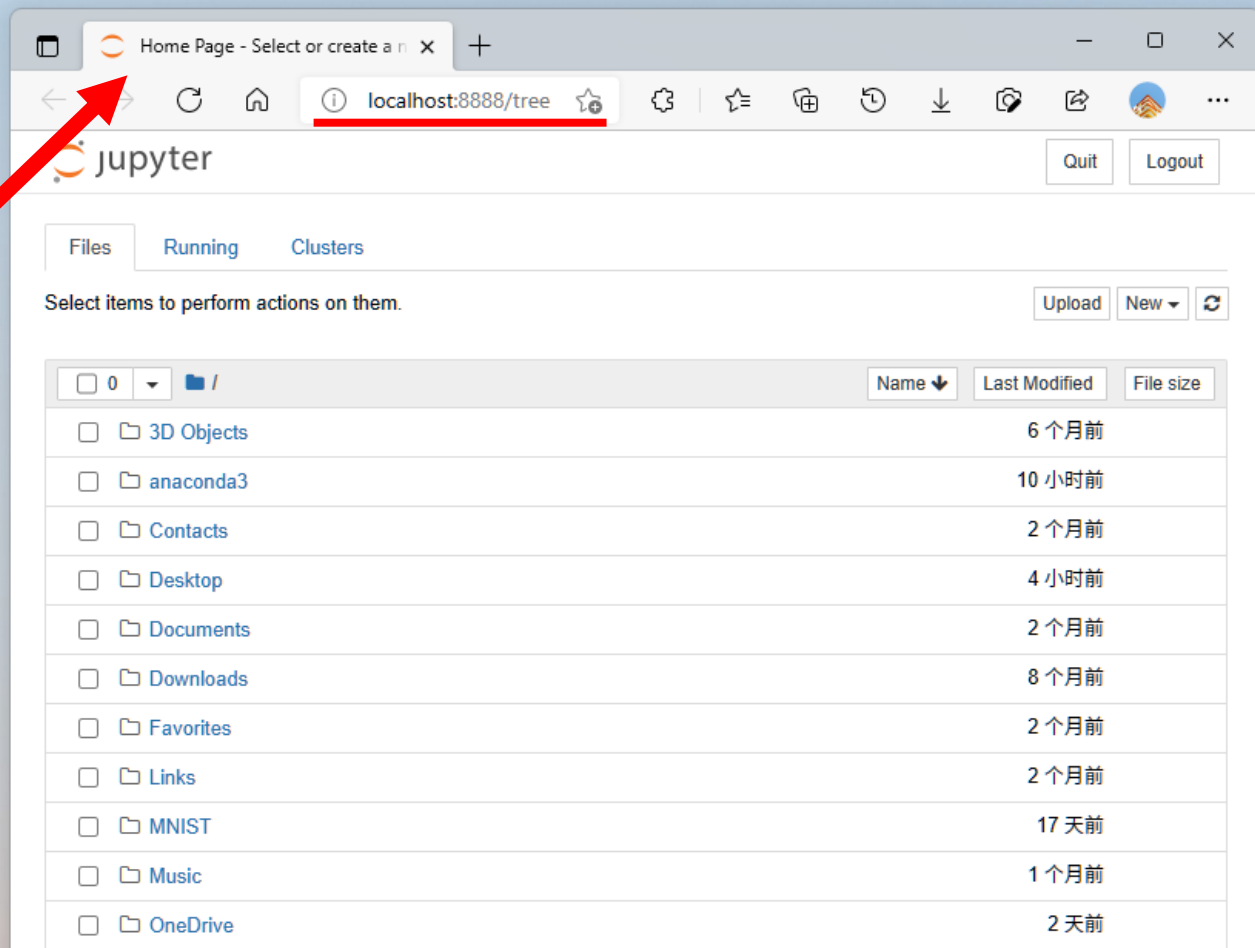 Home Page - Select or create a n
localhost:8888/tree
jupyter
Quit Logout
Files Running Clusters
Select items to perform actions on them.
Upload New
0 / Name Last Modified File size
3D Objects 6 个月前
anaconda3 10 小时前
Contacts 2 个月前
Desktop 4 小时前
Documents 2 个月前
Downloads 8 个月前
Favorites 2 个月前
Links 2 个月前
MNIST 17 天前
Music 1 个月前
OneDrive 2 天前